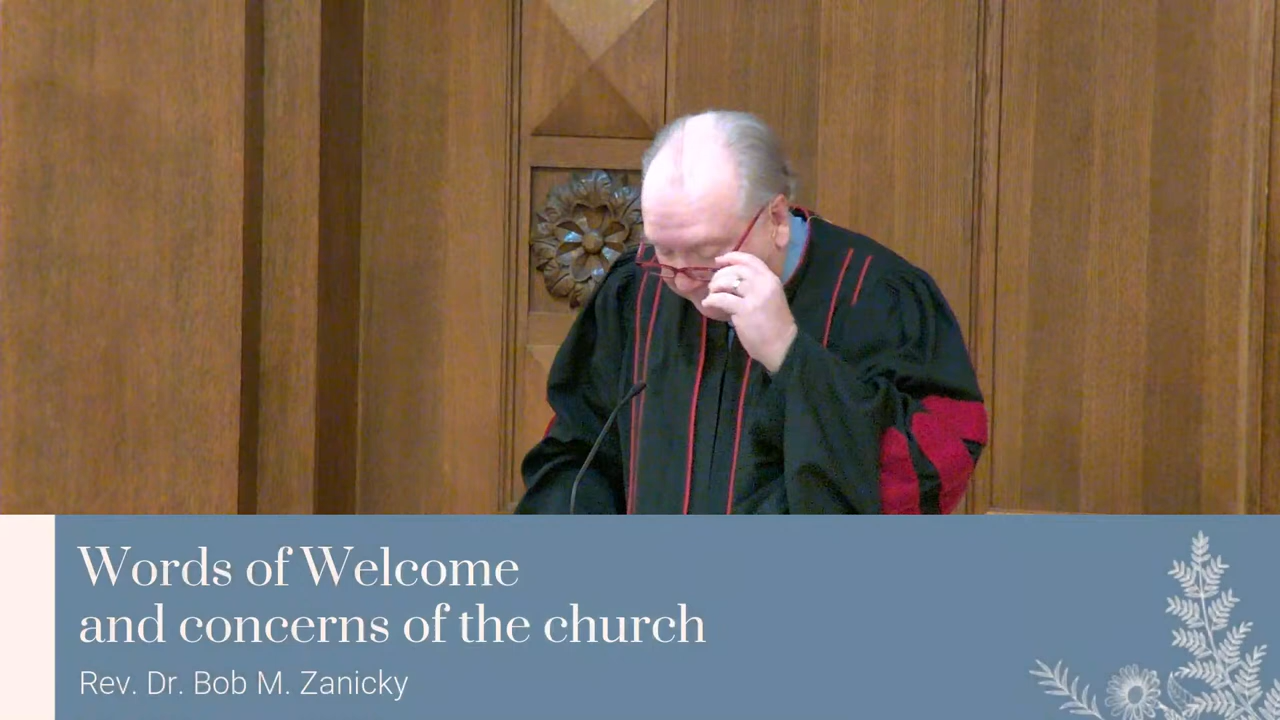 Words of Welcome
and concerns of the church
Rev. Dr. Bob M. Zanicky